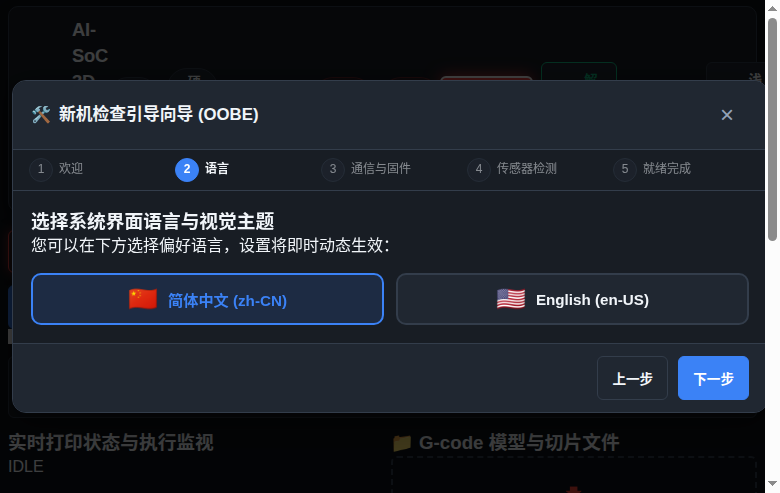 AI-
SoC
3D
🛠️ 新机检查引导向导 (OOBE)
✕
1 欢迎
2 语言
3 通信与固件
4 传感器检测
5 就绪完成
选择系统界面语言与视觉主题
您可以在下方选择偏好语言，设置将即时动态生效：
🇨🇳 简体中文 (zh-CN)
🇺🇸 English (en-US)
上一步
下一步
实时打印状态与执行监视
IDLE
📁 G-code 模型与切片文件